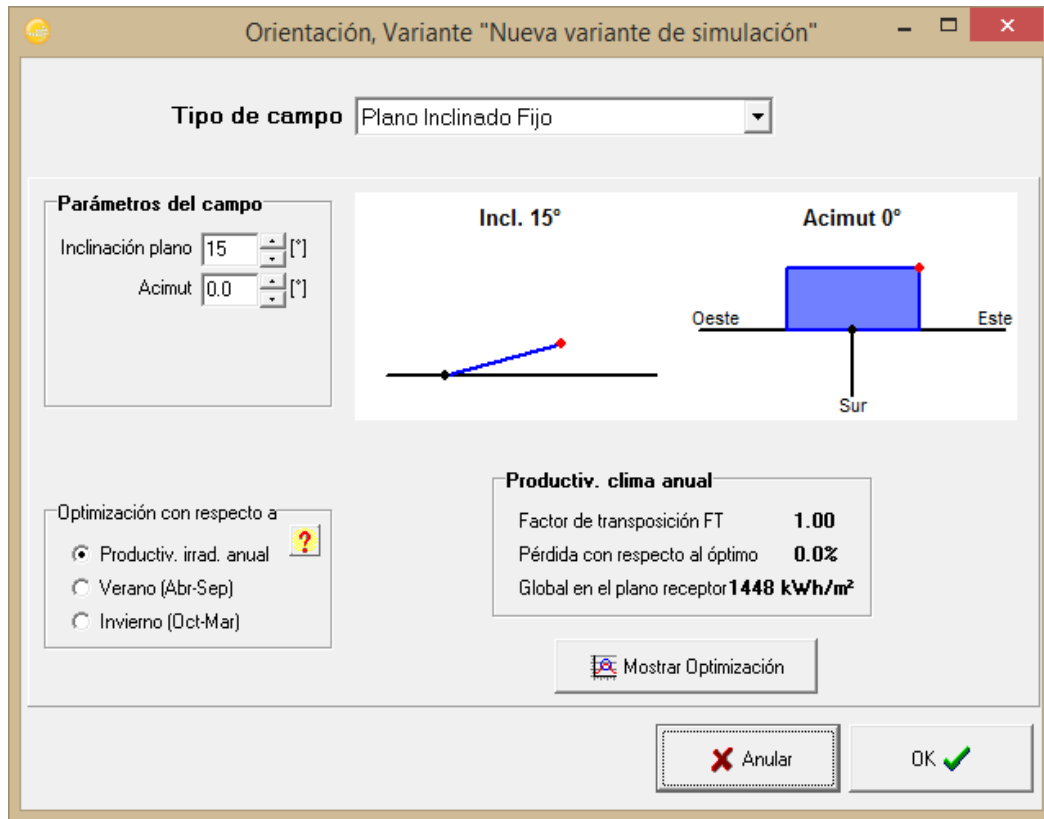 Orientación, Variante "Nueva variante de simulación"
Tipo de campo Plano Inclinado Fijo
Parámetros del campo
Inclinación plano 15 [°]
Acimut 0.0 [°]
Incl. 15°
Acimut 0°
Oeste
Este
Sur
Optimización con respecto a
?
Productiv. irrad. anual
Verano (Abr-Sep)
Invierno (Oct-Mar)
Productiv. clima anual
Factor de transposición FT 1.00
Pérdida con respecto al óptimo 0.0%
Global en el plano receptor 1448 kWh/m²
Mostrar Optimización
Anular
OK